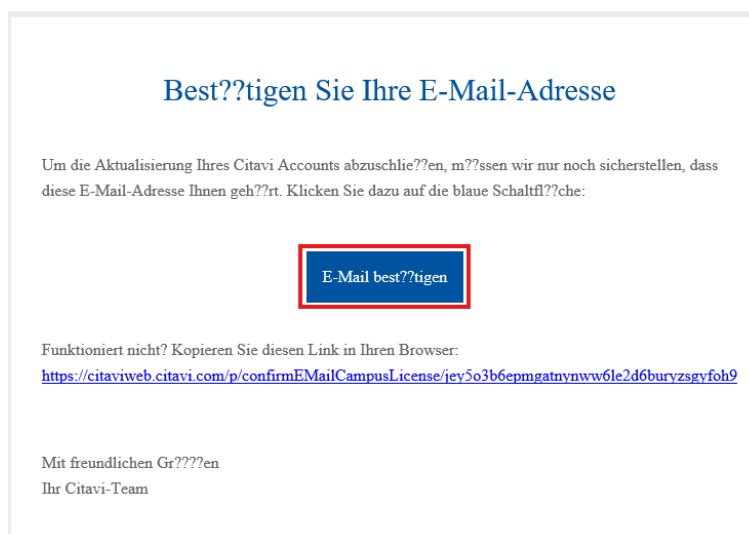 Best??tigen Sie Ihre E-Mail-Adresse
Um die Aktualisierung Ihres Citavi Accounts abzuschlie??en, m??ssen wir nur noch sicherstellen, dass
diese E-Mail-Adresse Ihnen geh??rt. Klicken Sie dazu auf die blaue Schaltfl??che:
E-Mail best??tigen
Funktioniert nicht? Kopieren Sie diesen Link in Ihren Browser:
https://citaviweb.citavi.com/p/confirmEMailCampusLicense/jey5o3b6epmgatnynww6le2d6buryzsgyfoh9
Mit freundlichen Gr????en
Ihr Citavi-Team